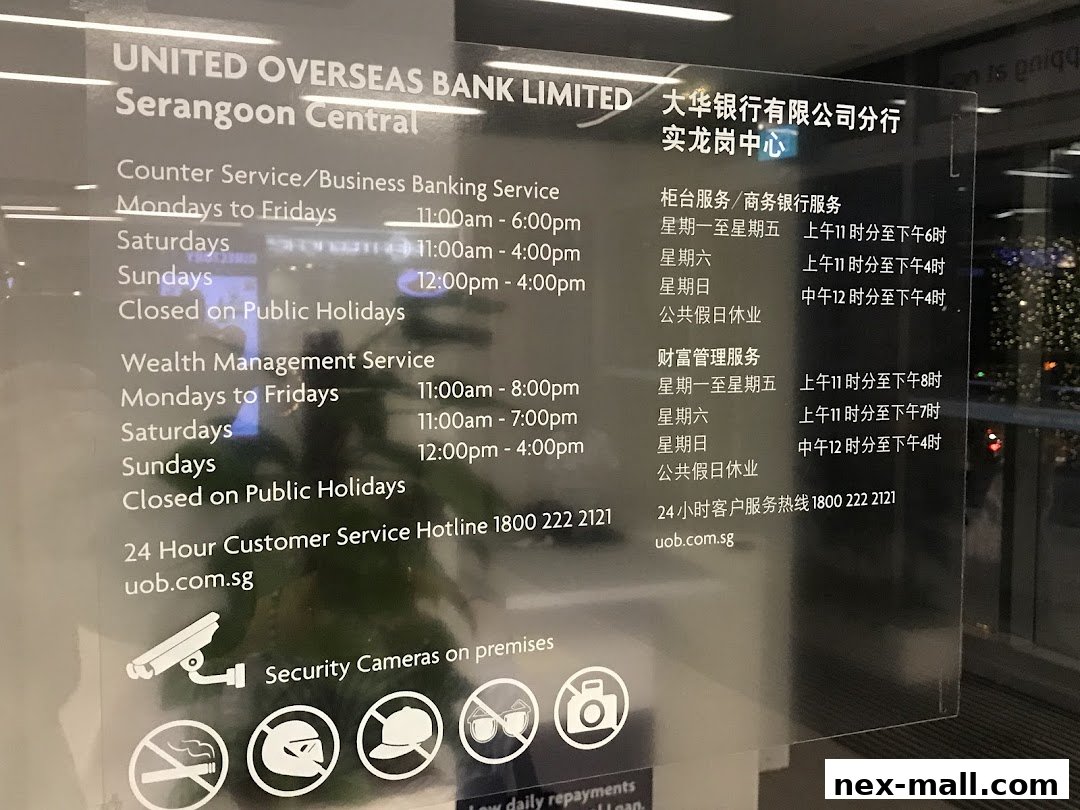 UNITED OVERSEAS BANK LIMITED
Serangoon Central
Counter Service/Business Banking Service
Mondays to Fridays 11:00am - 6:00pm
Saturdays 11:00am - 4:00pm
Sundays 12:00pm - 4:00pm
Closed on Public Holidays
Wealth Management Service
Mondays to Fridays 11:00am - 8:00pm
Saturdays 11:00am - 7:00pm
Sundays 12:00pm - 4:00pm
Closed on Public Holidays
24 Hour Customer Service Hotline 1800 222 2121
uob.com.sg
Security Cameras on premises
大华银行有限公司分行
实龙岗中心
柜台服务/商务银行服务
星期一至星期五 上午11时分至下午6时
星期六 上午11时分至下午4时
星期日 中午12时分至下午4时
公共假日休业
财富管理服务
星期一至星期五 上午11时分至下午8时
星期六 上午11时分至下午7时
星期日 中午12时分至下午4时
公共假日休业
24小时客户服务热线 1800 222 2121
uob.com.sg
daily repayments
Loan.
nex-mall.com